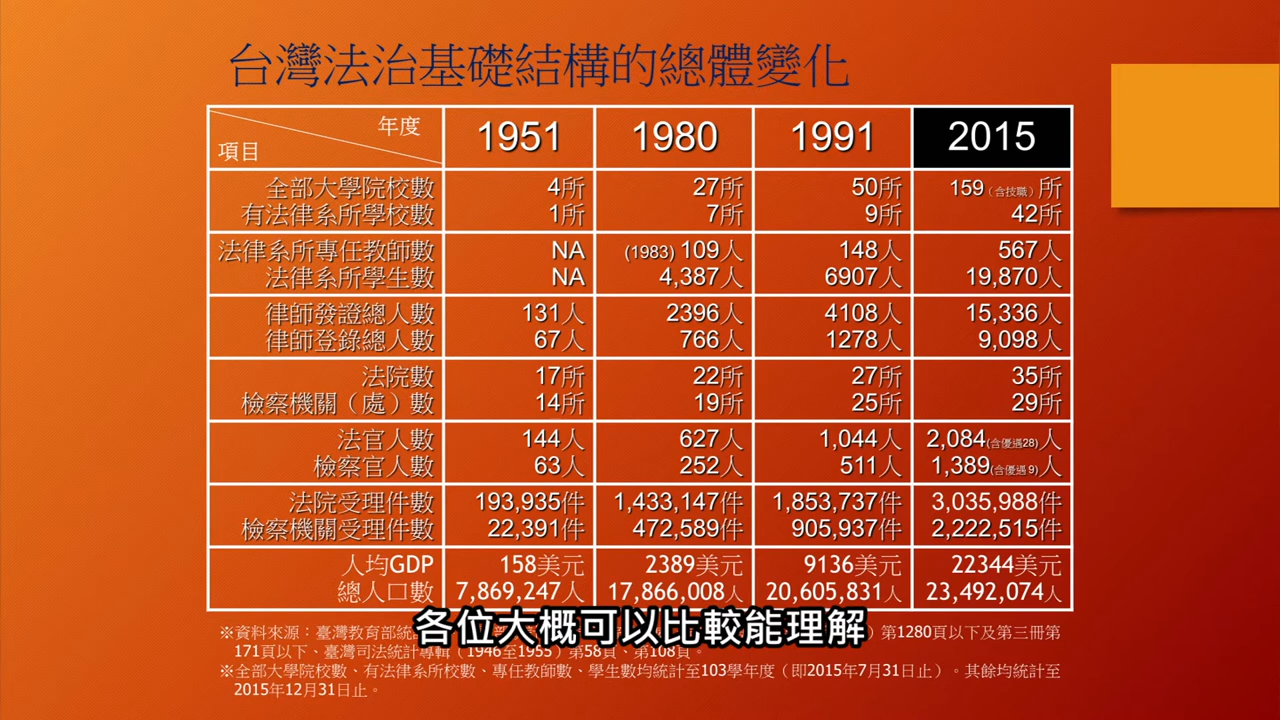 台灣法治基礎結構的總體變化
年度
項目
1951 1980 1991 2015
全部大學院校數 4所 27所 50所 159（含技職）所
有法律系所學校數 1所 7所 9所 42所
法律系所專任教師數 NA (1983) 109人 148人 567人
法律系所學生數 NA 4,387人 6907人 19,870人
律師發證總人數 131人 2396人 4108人 15,336人
律師登錄總人數 67人 766人 1278人 9,098人
法院數 17所 22所 27所 35所
檢察機關（處）數 14所 19所 25所 29所
法官人數 144人 627人 1,044人 2,084(含優遇28)人
檢察官人數 63人 252人 511人 1,389(含優遇9)人
法院受理件數 193,935件 1,433,147件 1,853,737件 3,035,988件
檢察機關受理件數 22,391件 472,589件 905,937件 2,222,515件
人均GDP 158美元 2389美元 9136美元 22344美元
總人口數 7,869,247人 17,866,008人 20,605,831人 23,492,074人
各位大概可以比較能理解
※資料來源：臺灣教育部統 ）第1280頁以下及第三冊第
171頁以下、臺灣司法統計專輯（1946至1955）第58頁、第108頁。
※全部大學院校數、有法律系所校數、專任教師數、學生數均統計至103學年度（即2015年7月31日止）。其餘均統計至
2015年12月31日止。